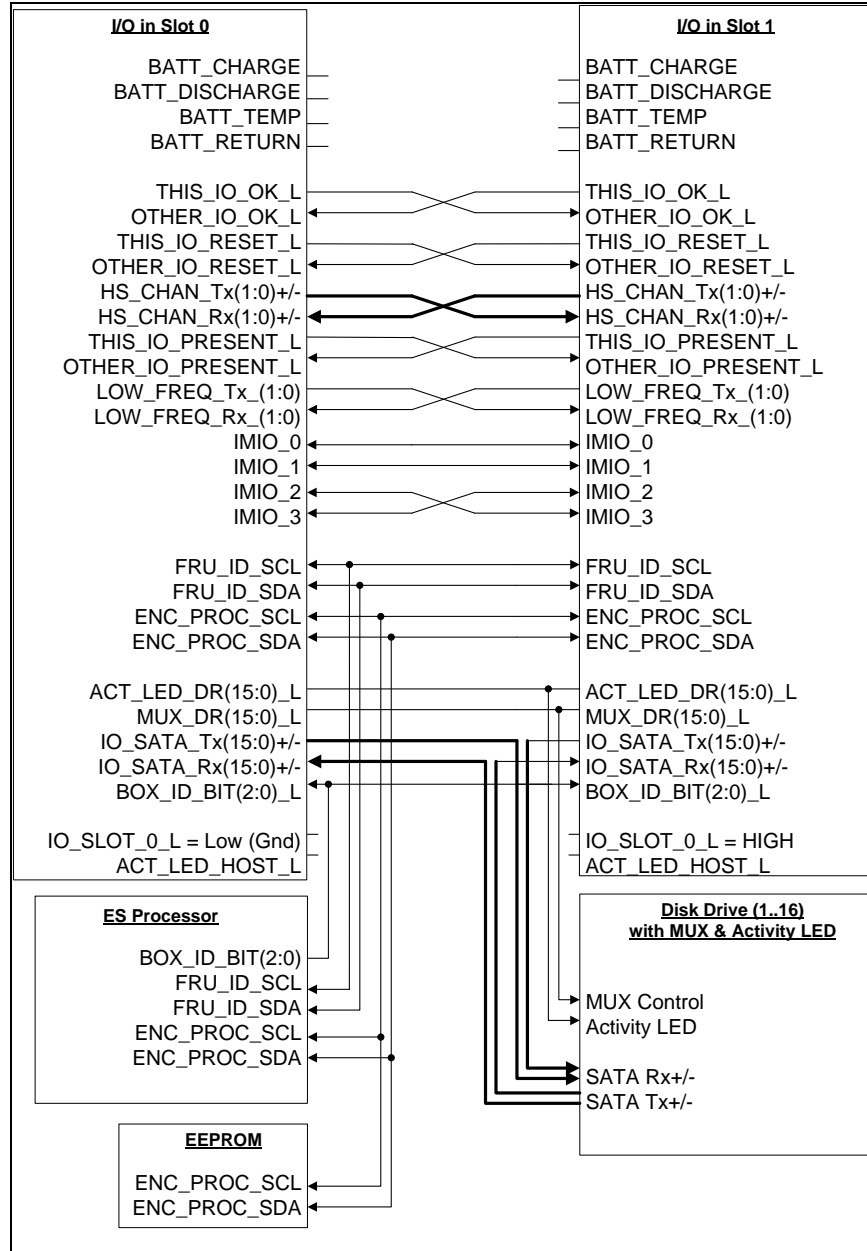 I/O in Slot 0
BATT_CHARGE
BATT_DISCHARGE
BATT_TEMP
BATT_RETURN
THIS_IO_OK_L
OTHER_IO_OK_L
THIS_IO_RESET_L
OTHER_IO_RESET_L
HS_CHAN_Tx(1:0)+/-
HS_CHAN_Rx(1:0)+/-
THIS_IO_PRESENT_L
OTHER_IO_PRESENT_L
LOW_FREQ_Tx_(1:0)
LOW_FREQ_Rx_(1:0)
IMIO_0
IMIO_1
IMIO_2
IMIO_3
FRU_ID_SCL
FRU_ID_SDA
ENC_PROC_SCL
ENC_PROC_SDA
ACT_LED_DR(15:0)_L
MUX_DR(15:0)_L
IO_SATA_Tx(15:0)+/-
IO_SATA_Rx(15:0)+/-
BOX_ID_BIT(2:0)_L
IO_SLOT_0_L = Low (Gnd)
ACT_LED_HOST_L
I/O in Slot 1
BATT_CHARGE
BATT_DISCHARGE
BATT_TEMP
BATT_RETURN
THIS_IO_OK_L
OTHER_IO_OK_L
THIS_IO_RESET_L
OTHER_IO_RESET_L
HS_CHAN_Tx(1:0)+/-
HS_CHAN_Rx(1:0)+/-
THIS_IO_PRESENT_L
OTHER_IO_PRESENT_L
LOW_FREQ_Tx_(1:0)
LOW_FREQ_Rx_(1:0)
IMIO_0
IMIO_1
IMIO_2
IMIO_3
FRU_ID_SCL
FRU_ID_SDA
ENC_PROC_SCL
ENC_PROC_SDA
ACT_LED_DR(15:0)_L
MUX_DR(15:0)_L
IO_SATA_Tx(15:0)+/-
IO_SATA_Rx(15:0)+/-
BOX_ID_BIT(2:0)_L
IO_SLOT_0_L = HIGH
ACT_LED_HOST_L
ES Processor
BOX_ID_BIT(2:0)
FRU_ID_SCL
FRU_ID_SDA
ENC_PROC_SCL
ENC_PROC_SDA
Disk Drive (1..16)
with MUX & Activity LED
MUX Control
Activity LED
SATA Rx+/-
SATA Tx+/-
EEPROM
ENC_PROC_SCL
ENC_PROC_SDA